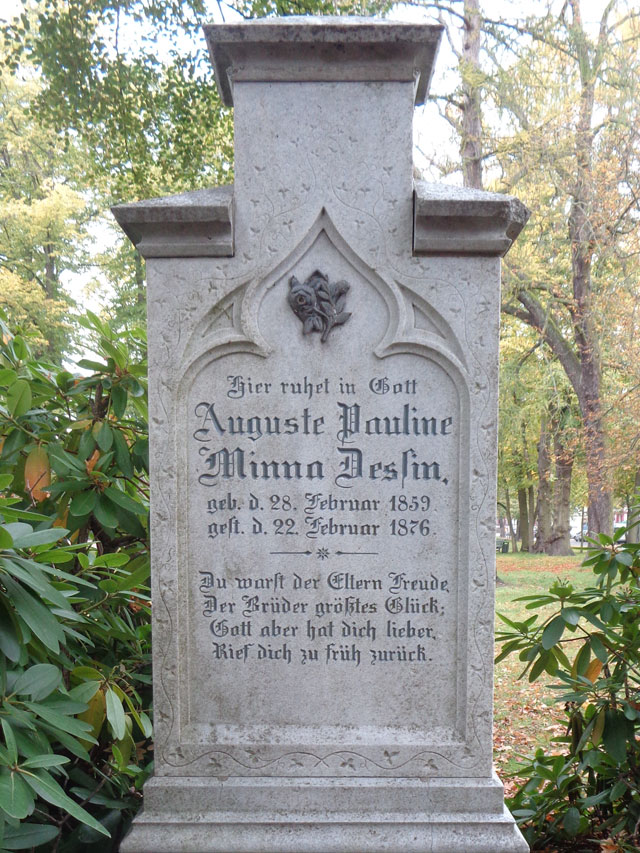 Hier ruhet in Gott
Auguste Pauline
Minna Desſin,
geb. d. 28. Februar 1859.
geſt. d. 22. Februar 1876.
Du warſt der Eltern Freude,
Der Brüder größtes Glück;
Gott aber hat dich lieber,
Rief dich zu früh zurück.